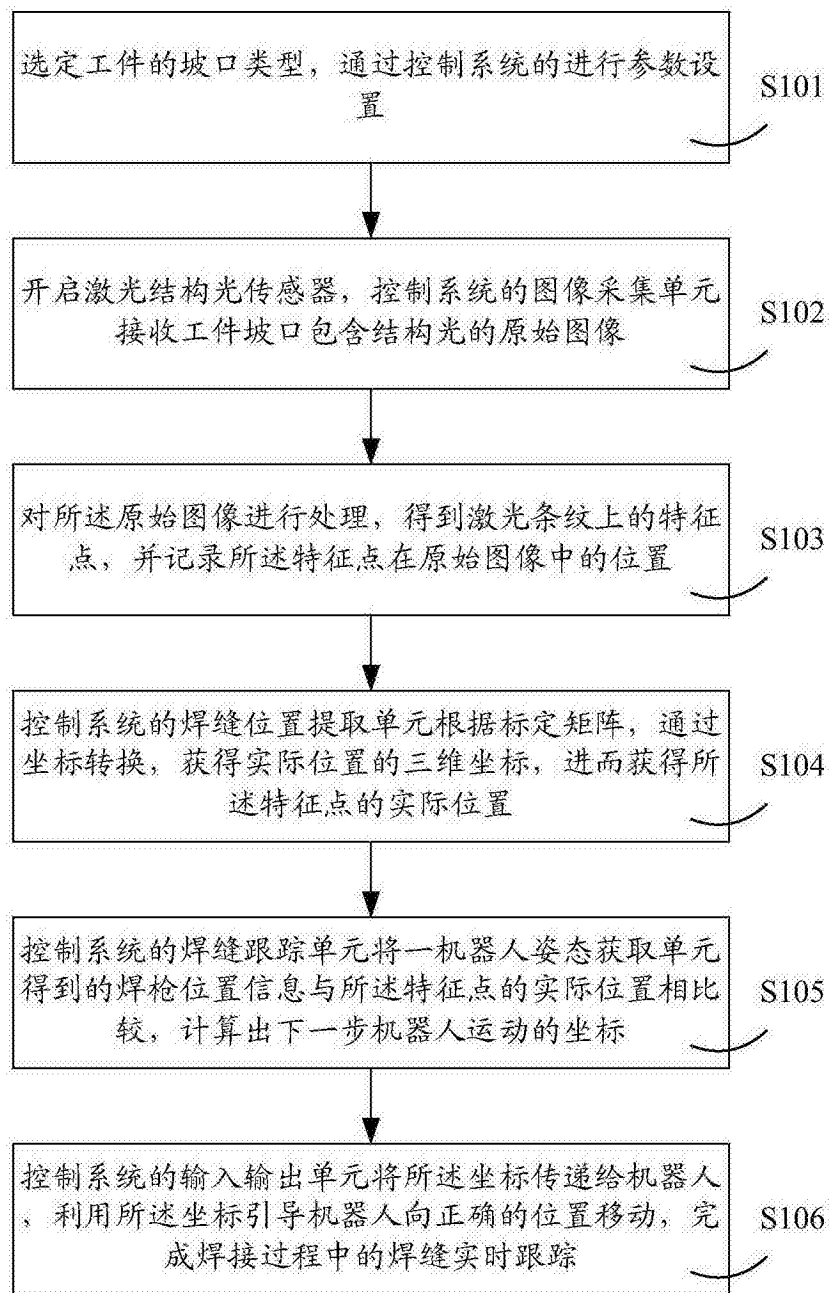 选定工件的坡口类型，通过控制系统的进行参数设
置
S101
开启激光结构光传感器，控制系统的图像采集单元
接收工件坡口包含结构光的原始图像
S102
对所述原始图像进行处理，得到激光条纹上的特征
点，并记录所述特征点在原始图像中的位置
S103
控制系统的焊缝位置提取单元根据标定矩阵，通过
坐标转换，获得实际位置的三维坐标，进而获得所
述特征点的实际位置
S104
控制系统的焊缝跟踪单元将一机器人姿态获取单元
得到的焊枪位置信息与所述特征点的实际位置相比
较，计算出下一步机器人运动的坐标
S105
控制系统的输入输出单元将所述坐标传递给机器人
、利用所述坐标引导机器人向正确的位置移动，完
成焊接过程中的焊缝实时跟踪
S106